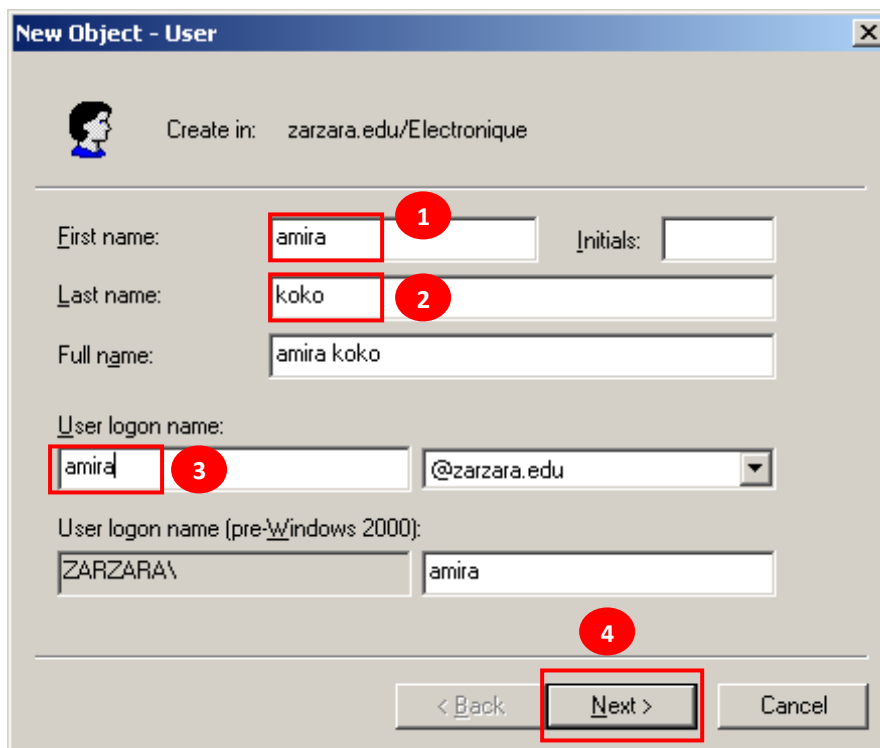 New Object - User
Create in: zarzara.edu/Electronique
1
First name: amira Initials:
Last name: koko 2
Full name: amira koko
User logon name:
amira 3 @zarzara.edu
User logon name (pre-Windows 2000):
ZARZARA\ amira
4
< Back Next > Cancel